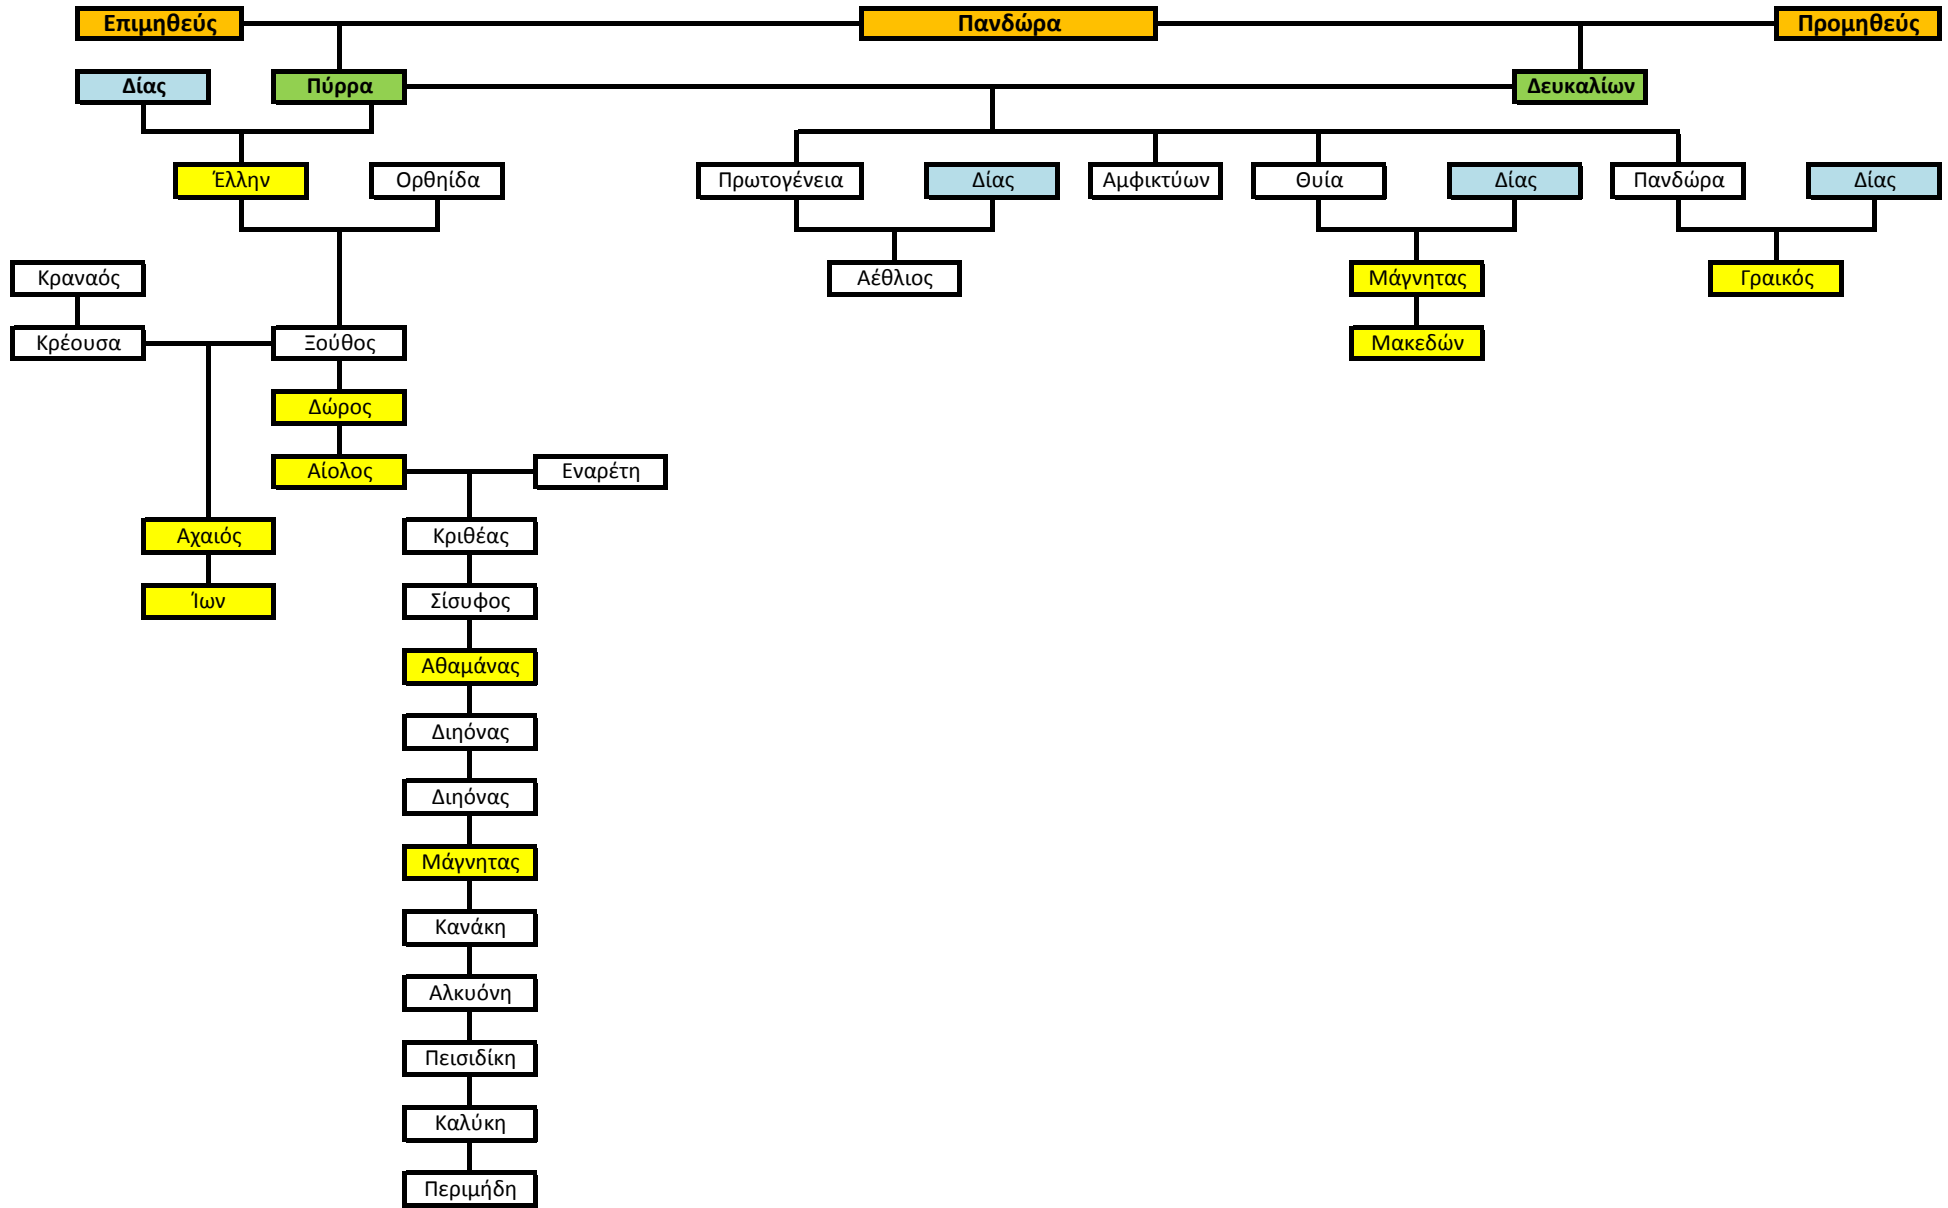 Επιμηθεύς Πανδώρα Προμηθεύς
Δίας Πύρρα Δευκαλίων
Έλλην Ορθηίδα Πρωτογένεια Δίας Αμφικτύων Θυία Δίας Πανδώρα Δίας
Κραναός Αέθλιος Μάγνητας Γραικός
Κρέουσα Ξούθος Μακεδών
Δώρος
Αίολος Εναρέτη
Αχαιός Κριθέας
Ίων Σίσυφος
Αθαμάνας
Διηόνας
Διηόνας
Μάγνητας
Κανάκη
Αλκυόνη
Πεισιδίκη
Καλύκη
Περιμήδη